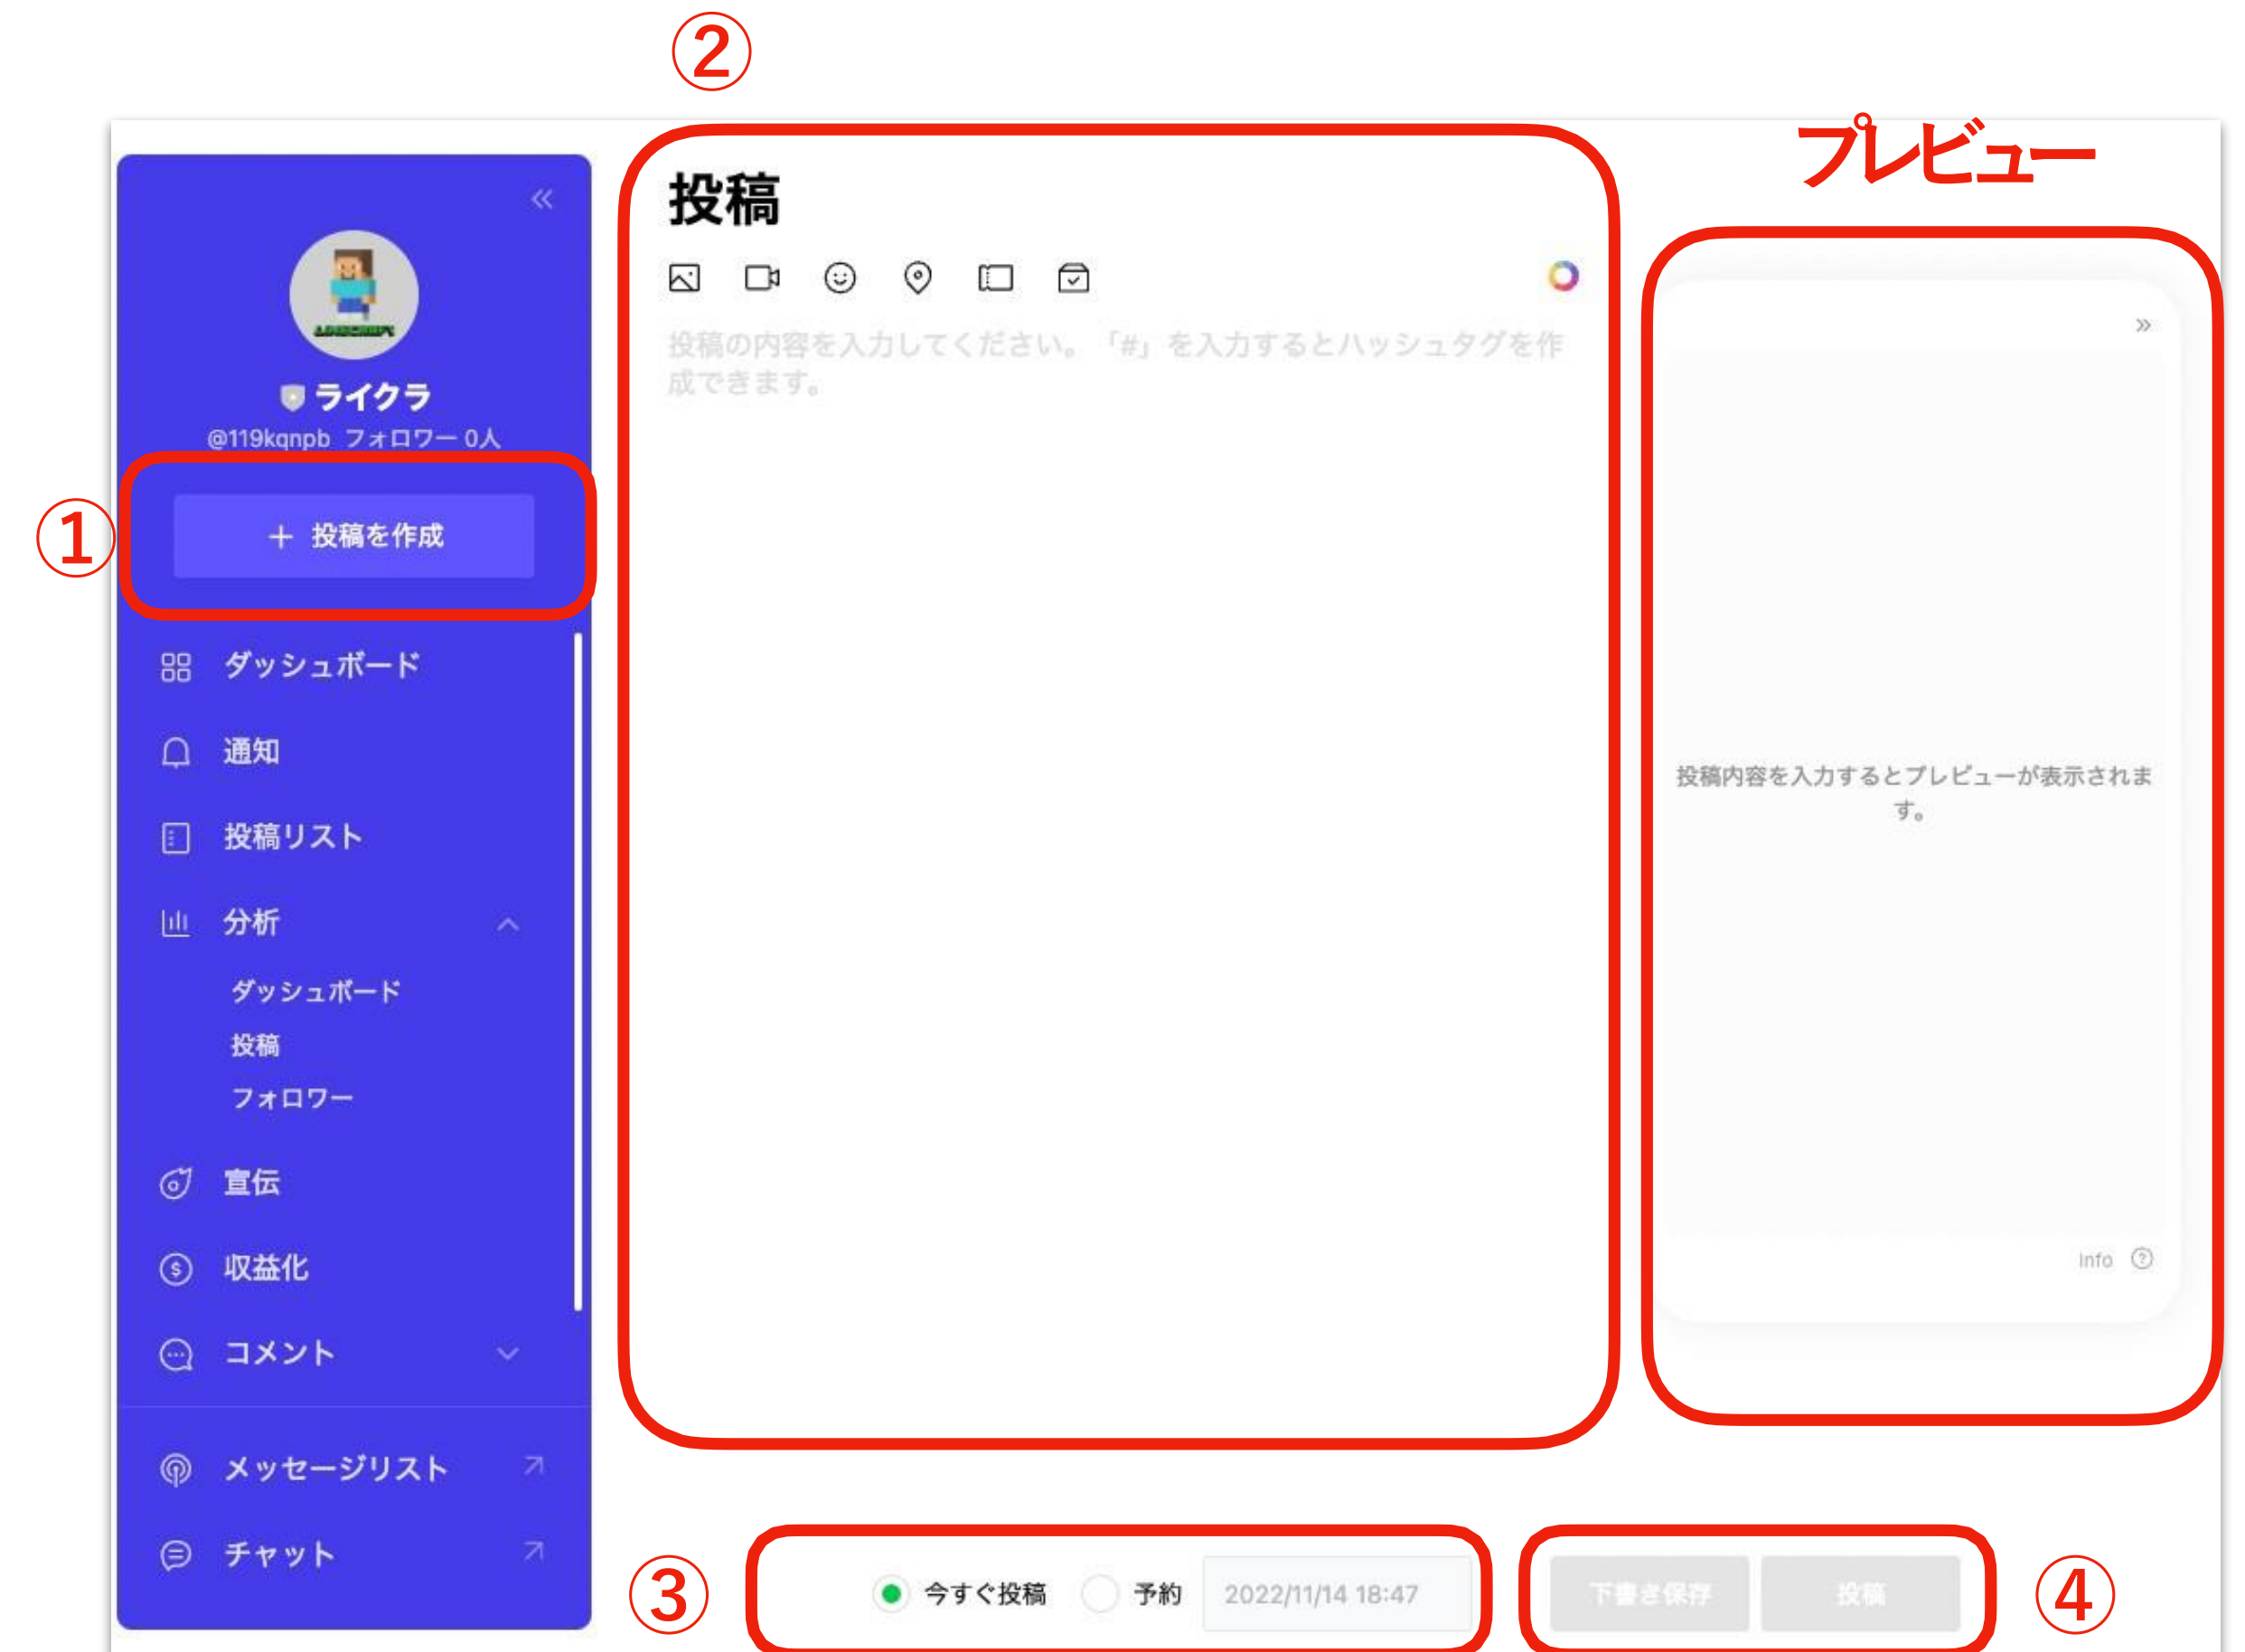 ②
プレビュー
投稿
投稿の内容を入力してください。「#」を入力するとハッシュタグを作
成できます。
ライクラ
@119kqnpb フォロワー 0人
①
＋ 投稿を作成
ダッシュボード
通知
投稿リスト
分析
ダッシュボード
投稿
フォロワー
宣伝
収益化
コメント
メッセージリスト
チャット
投稿内容を入力するとプレビューが表示されま
す。
Info
③
今すぐ投稿 予約 2022/11/14 18:47
下書き保存 投稿
④